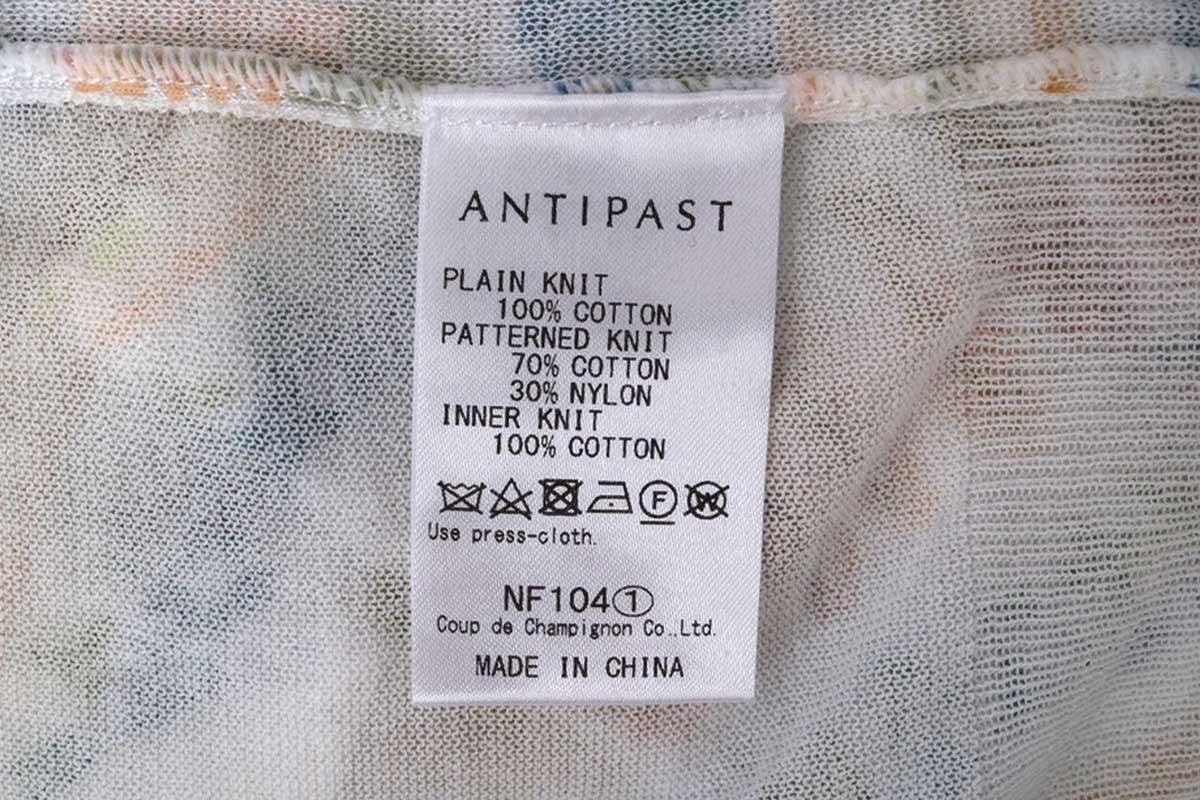 ANTIPAST
PLAIN KNIT
100% COTTON
PATTERNED KNIT
70% COTTON
30% NYLON
INNER KNIT
100% COTTON
F W
Use press-cloth.
NF104①
Coup de Champignon Co.,Ltd.
MADE IN CHINA